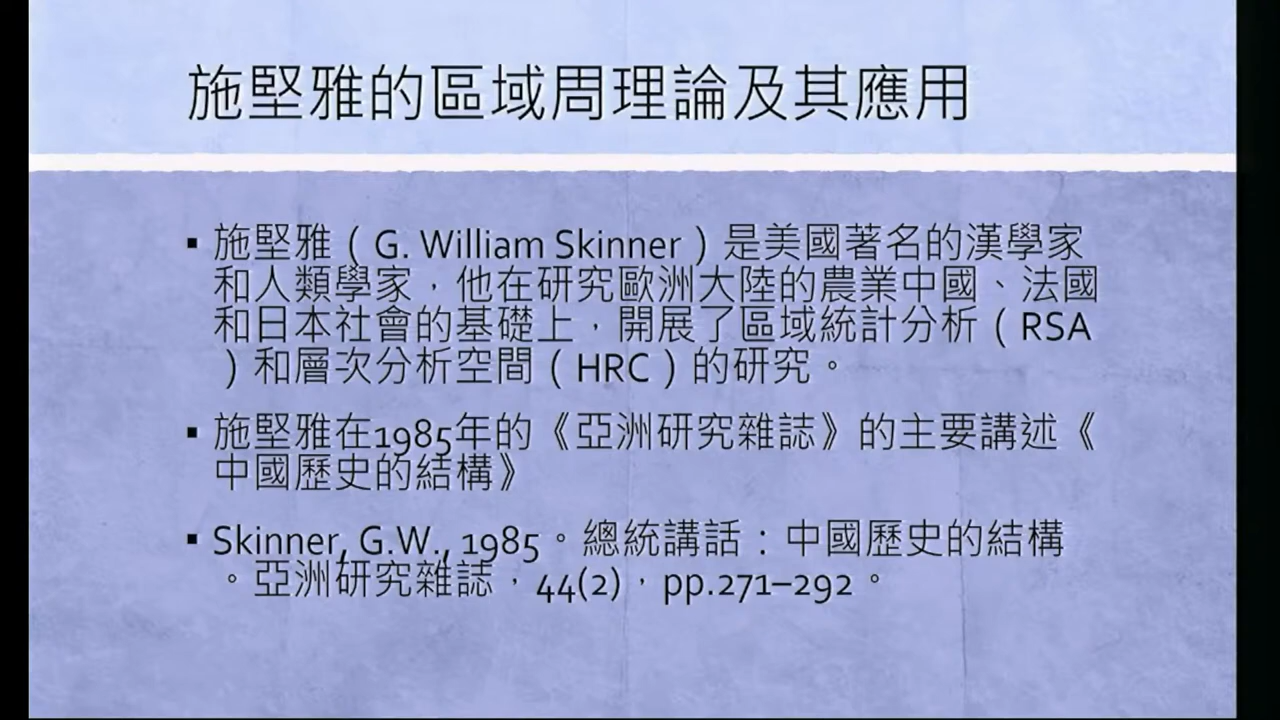 施堅雅的區域周理論及其應用
▪ 施堅雅（G. William Skinner）是美國著名的漢學家
和人類學家，他在研究歐洲大陸的農業中國、法國
和日本社會的基礎上，開展了區域統計分析（RSA
）和層次分析空間（HRC）的研究。
▪ 施堅雅在1985年的《亞洲研究雜誌》的主要講述《
中國歷史的結構》
▪ Skinner, G.W., 1985。總統講話：中國歷史的結構
。亞洲研究雜誌，44(2)，pp.271–292。